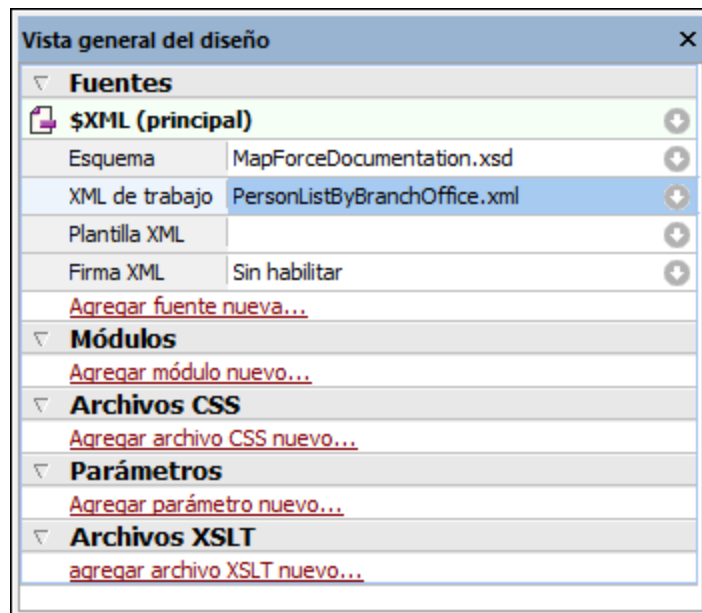 Vista general del diseño
Fuentes
$XML (principal)
Esquema MapForceDocumentation.xsd
XML de trabajo PersonListByBranchOffice.xml
Plantilla XML
Firma XML Sin habilitar
Agregar fuente nueva...
Módulos
Agregar módulo nuevo...
Archivos CSS
Agregar archivo CSS nuevo...
Parámetros
Agregar parámetro nuevo...
Archivos XSLT
agregar archivo XSLT nuevo...